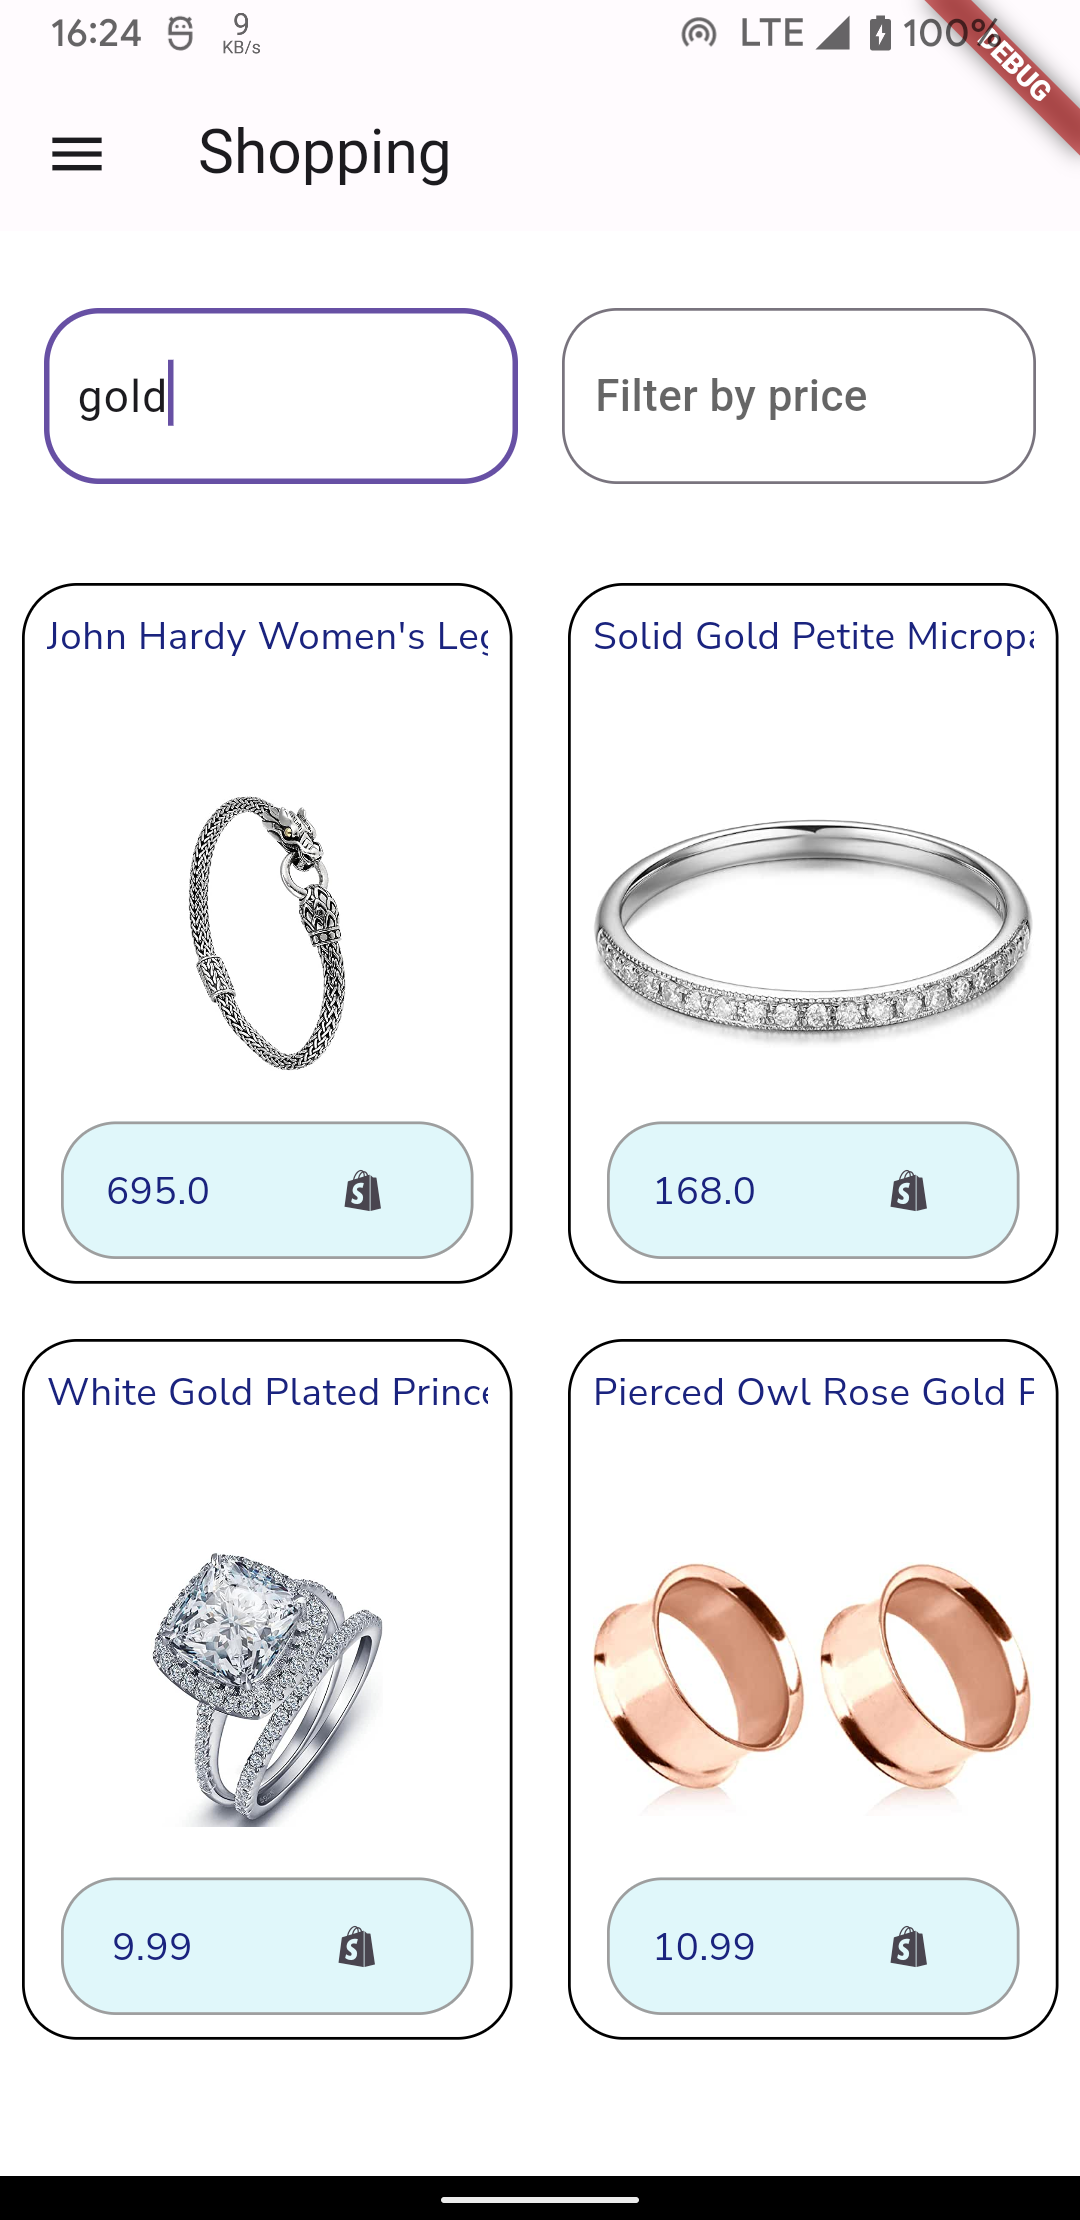 16:24 9 KB/s LTE 100%
DEBUG
Shopping
gold
Filter by price
John Hardy Women's Leg
Solid Gold Petite Micropa
695.0
168.0
White Gold Plated Prince
Pierced Owl Rose Gold P
9.99
10.99